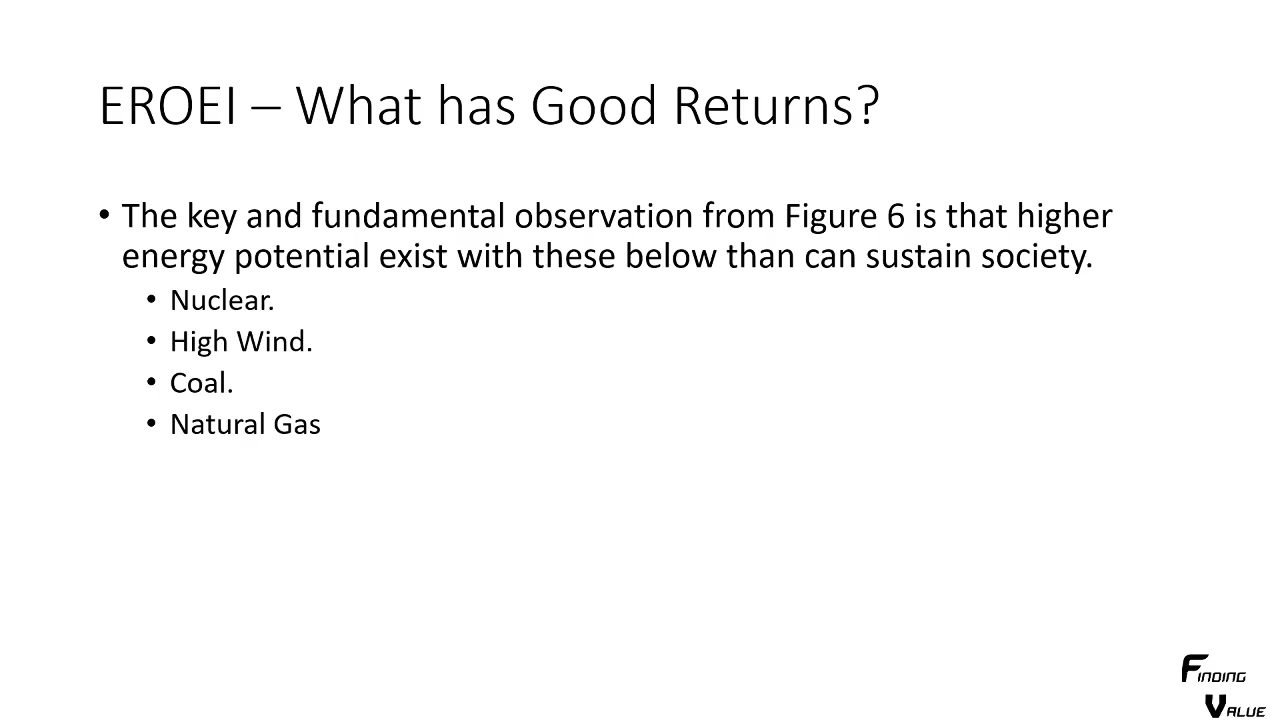 EROEI – What has Good Returns?
• The key and fundamental observation from Figure 6 is that higher
energy potential exist with these below than can sustain society.
• Nuclear.
• High Wind.
• Coal.
• Natural Gas
Finding
Value